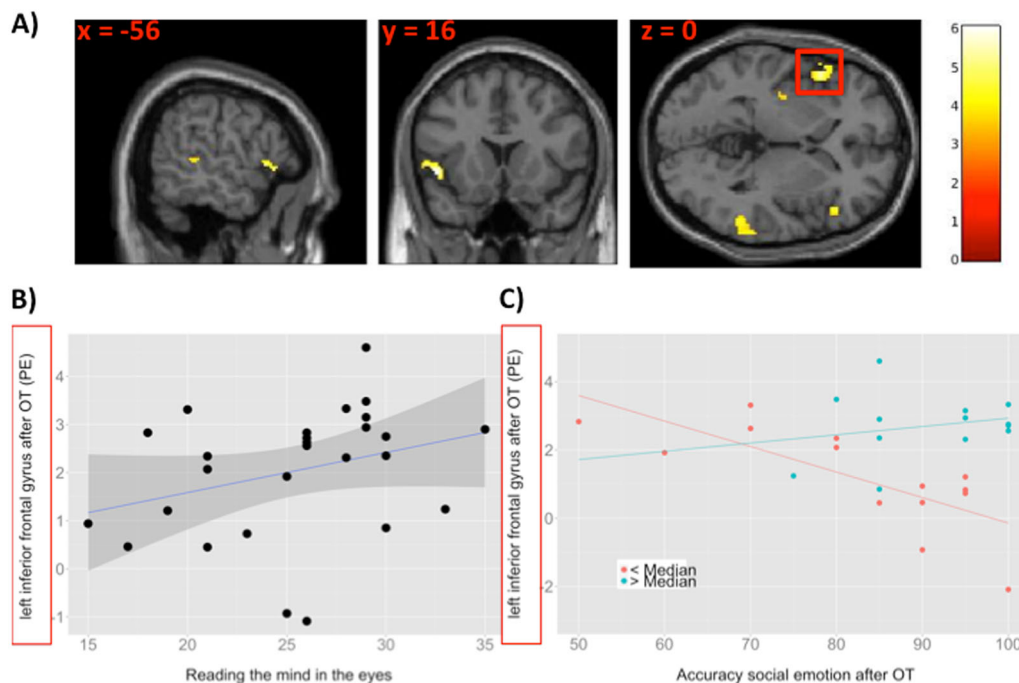 A)
x = -56
y = 16
z = 0
6
5
4
3
2
1
0
B)
left inferior frontal gyrus after OT (PE)
4
3
2
1
0
-1
15
20
25
30
35
Reading the mind in the eyes
C)
left inferior frontal gyrus after OT (PE)
4
2
0
-2
< Median
> Median
50
60
70
80
90
100
Accuracy social emotion after OT